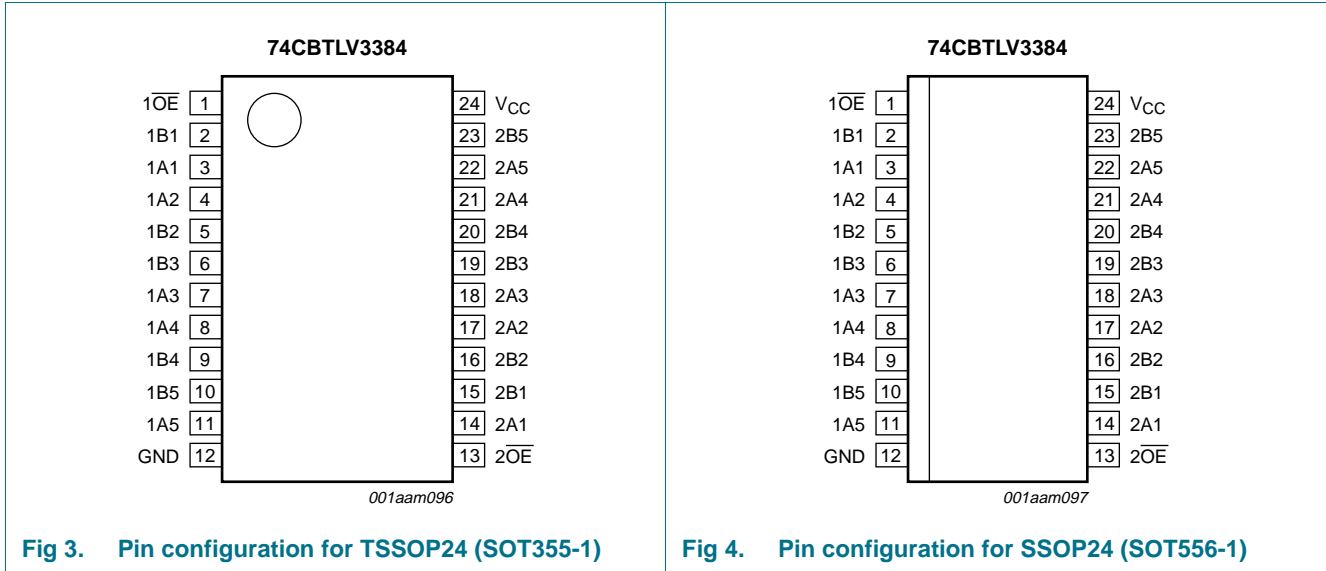 74CBTLV3384
1O̅E̅ 1
1B1 2
1A1 3
1A2 4
1B2 5
1B3 6
1A3 7
1A4 8
1B4 9
1B5 10
1A5 11
GND 12
24 VCC
23 2B5
22 2A5
21 2A4
20 2B4
19 2B3
18 2A3
17 2A2
16 2B2
15 2B1
14 2A1
13 2O̅E̅
001aam096
Fig 3. Pin configuration for TSSOP24 (SOT355-1)
74CBTLV3384
1O̅E̅ 1
1B1 2
1A1 3
1A2 4
1B2 5
1B3 6
1A3 7
1A4 8
1B4 9
1B5 10
1A5 11
GND 12
24 VCC
23 2B5
22 2A5
21 2A4
20 2B4
19 2B3
18 2A3
17 2A2
16 2B2
15 2B1
14 2A1
13 2O̅E̅
001aam097
Fig 4. Pin configuration for SSOP24 (SOT556-1)